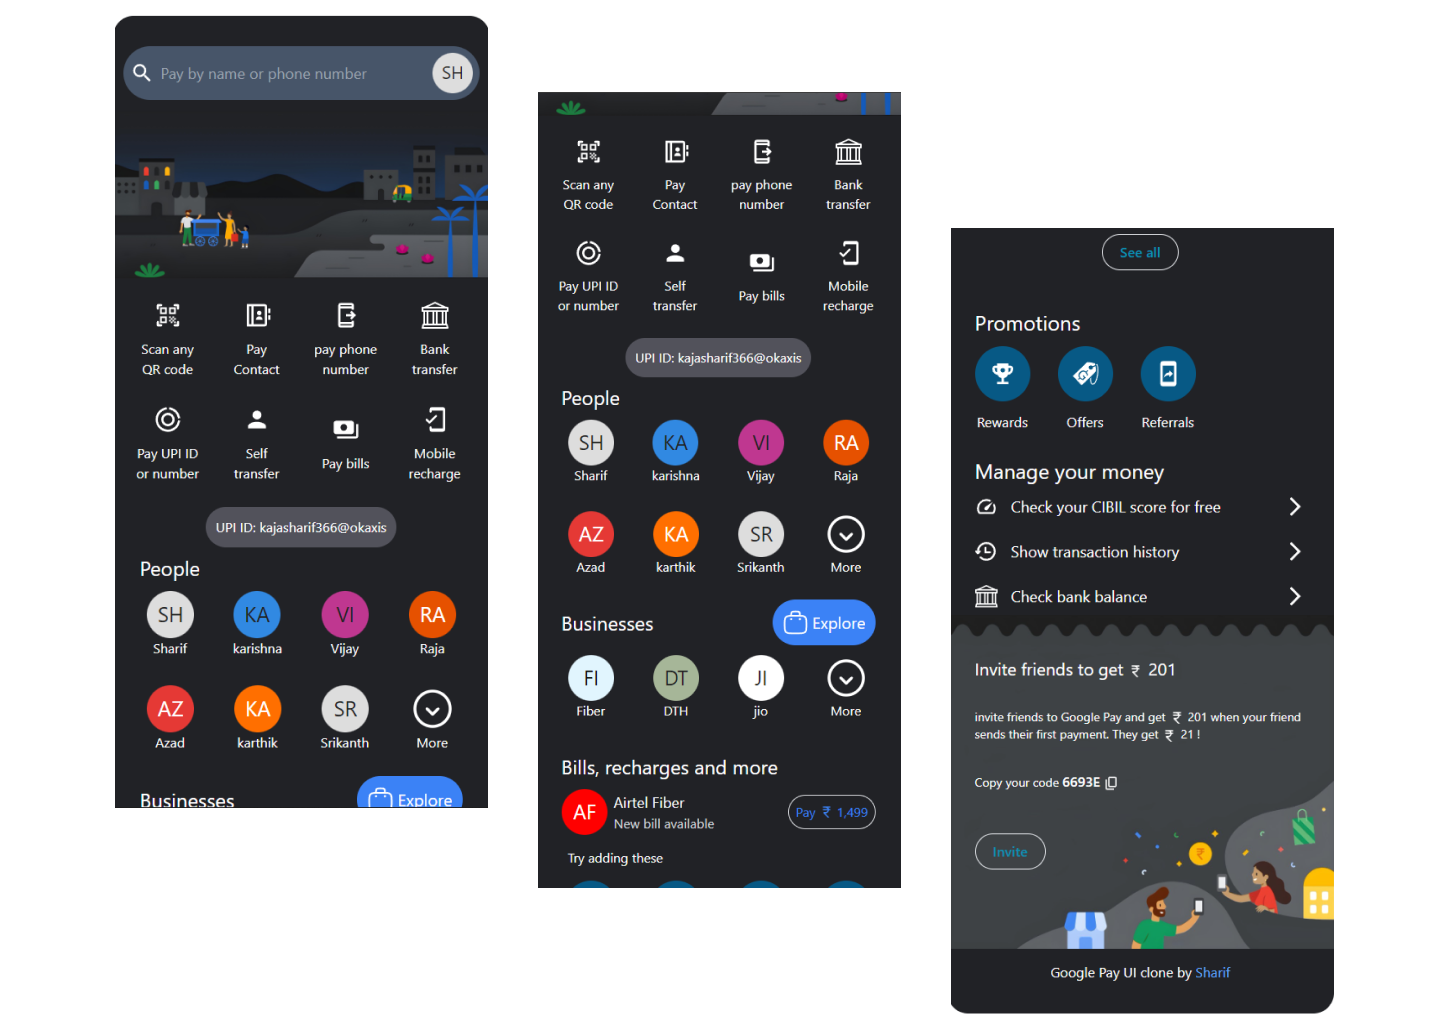 Pay by name or phone number SH
Scan any Pay pay phone Bank
QR code Contact number transfer
Pay UPI ID Self Pay bills Mobile
or number transfer recharge
UPI ID: kajasharif366@okaxis
People
SH KA VI RA
Sharif karishna Vijay Raja
AZ KA SR
Azad karthik Srikanth More
Businesses Explore
Scan any Pay pay phone Bank
QR code Contact number transfer
Pay UPI ID Self Pay bills Mobile
or number transfer recharge
UPI ID: kajasharif366@okaxis
People
SH KA VI RA
Sharif karishna Vijay Raja
AZ KA SR
Azad karthik Srikanth More
Businesses Explore
FI DT JI
Fiber DTH jio More
Bills, recharges and more
AF Airtel Fiber Pay ₹ 1,499
New bill available
Try adding these
See all
Promotions
Rewards Offers Referrals
Manage your money
Check your CIBIL score for free
Show transaction history
Check bank balance
Invite friends to get ₹ 201
invite friends to Google Pay and get ₹ 201 when your friend
sends their first payment. They get ₹ 21 !
Copy your code 6693E
Invite
Google Pay UI clone by Sharif